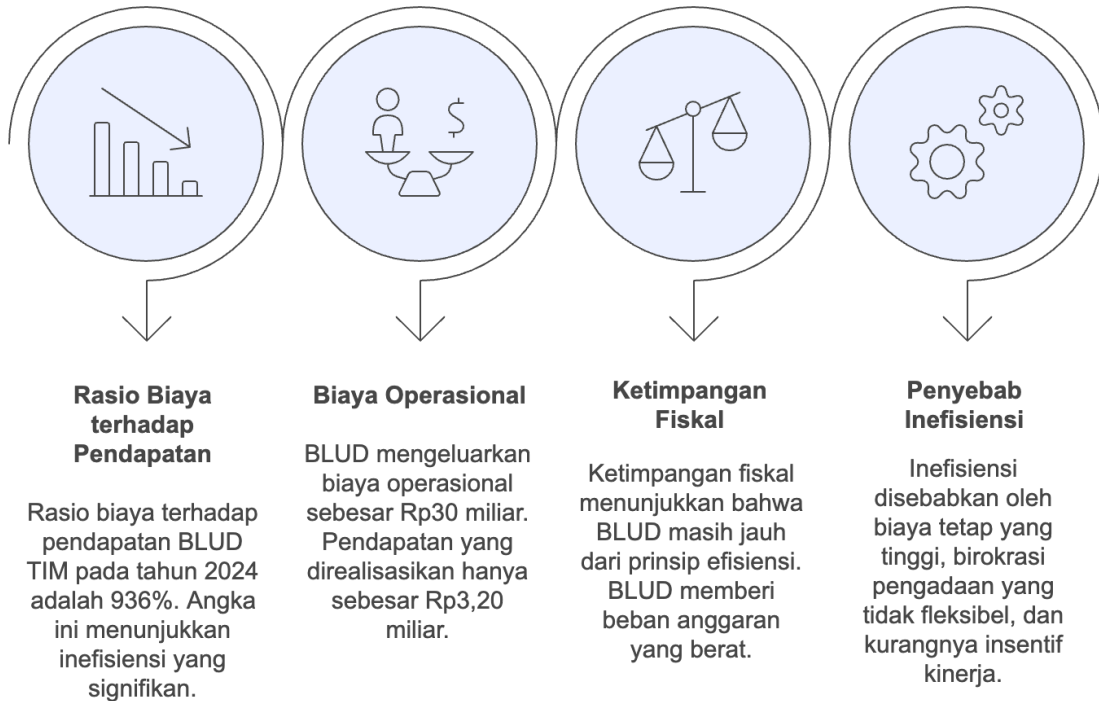 Rasio Biaya
terhadap
Pendapatan
Rasio biaya terhadap
pendapatan BLUD
TIM pada tahun 2024
adalah 936%. Angka
ini menunjukkan
inefisiensi yang
signifikan.
Biaya Operasional
BLUD mengeluarkan
biaya operasional
sebesar Rp30 miliar.
Pendapatan yang
direalisasikan hanya
sebesar Rp3,20
miliar.
Ketimpangan
Fiskal
Ketimpangan fiskal
menunjukkan bahwa
BLUD masih jauh
dari prinsip efisiensi.
BLUD memberi
beban anggaran
yang berat.
Penyebab
Inefisiensi
Inefisiensi
disebabkan oleh
biaya tetap yang
tinggi, birokrasi
pengadaan yang
tidak fleksibel, dan
kurangnya insentif
kinerja.